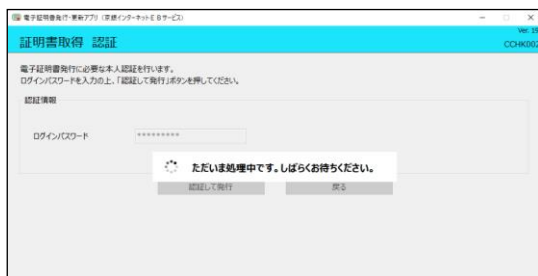 電子証明書発行・更新アプリ (京銀インターネットEBサービス)
Ver. 19
証明書取得 認証
CCHK002
電子証明書発行に必要な本人認証を行います。
ログインパスワードを入力の上、「認証して発行」ボタンを押してください。
認証情報
ログインパスワード
*********
ただいま処理中です。しばらくお待ちください。
認証して発行 戻る